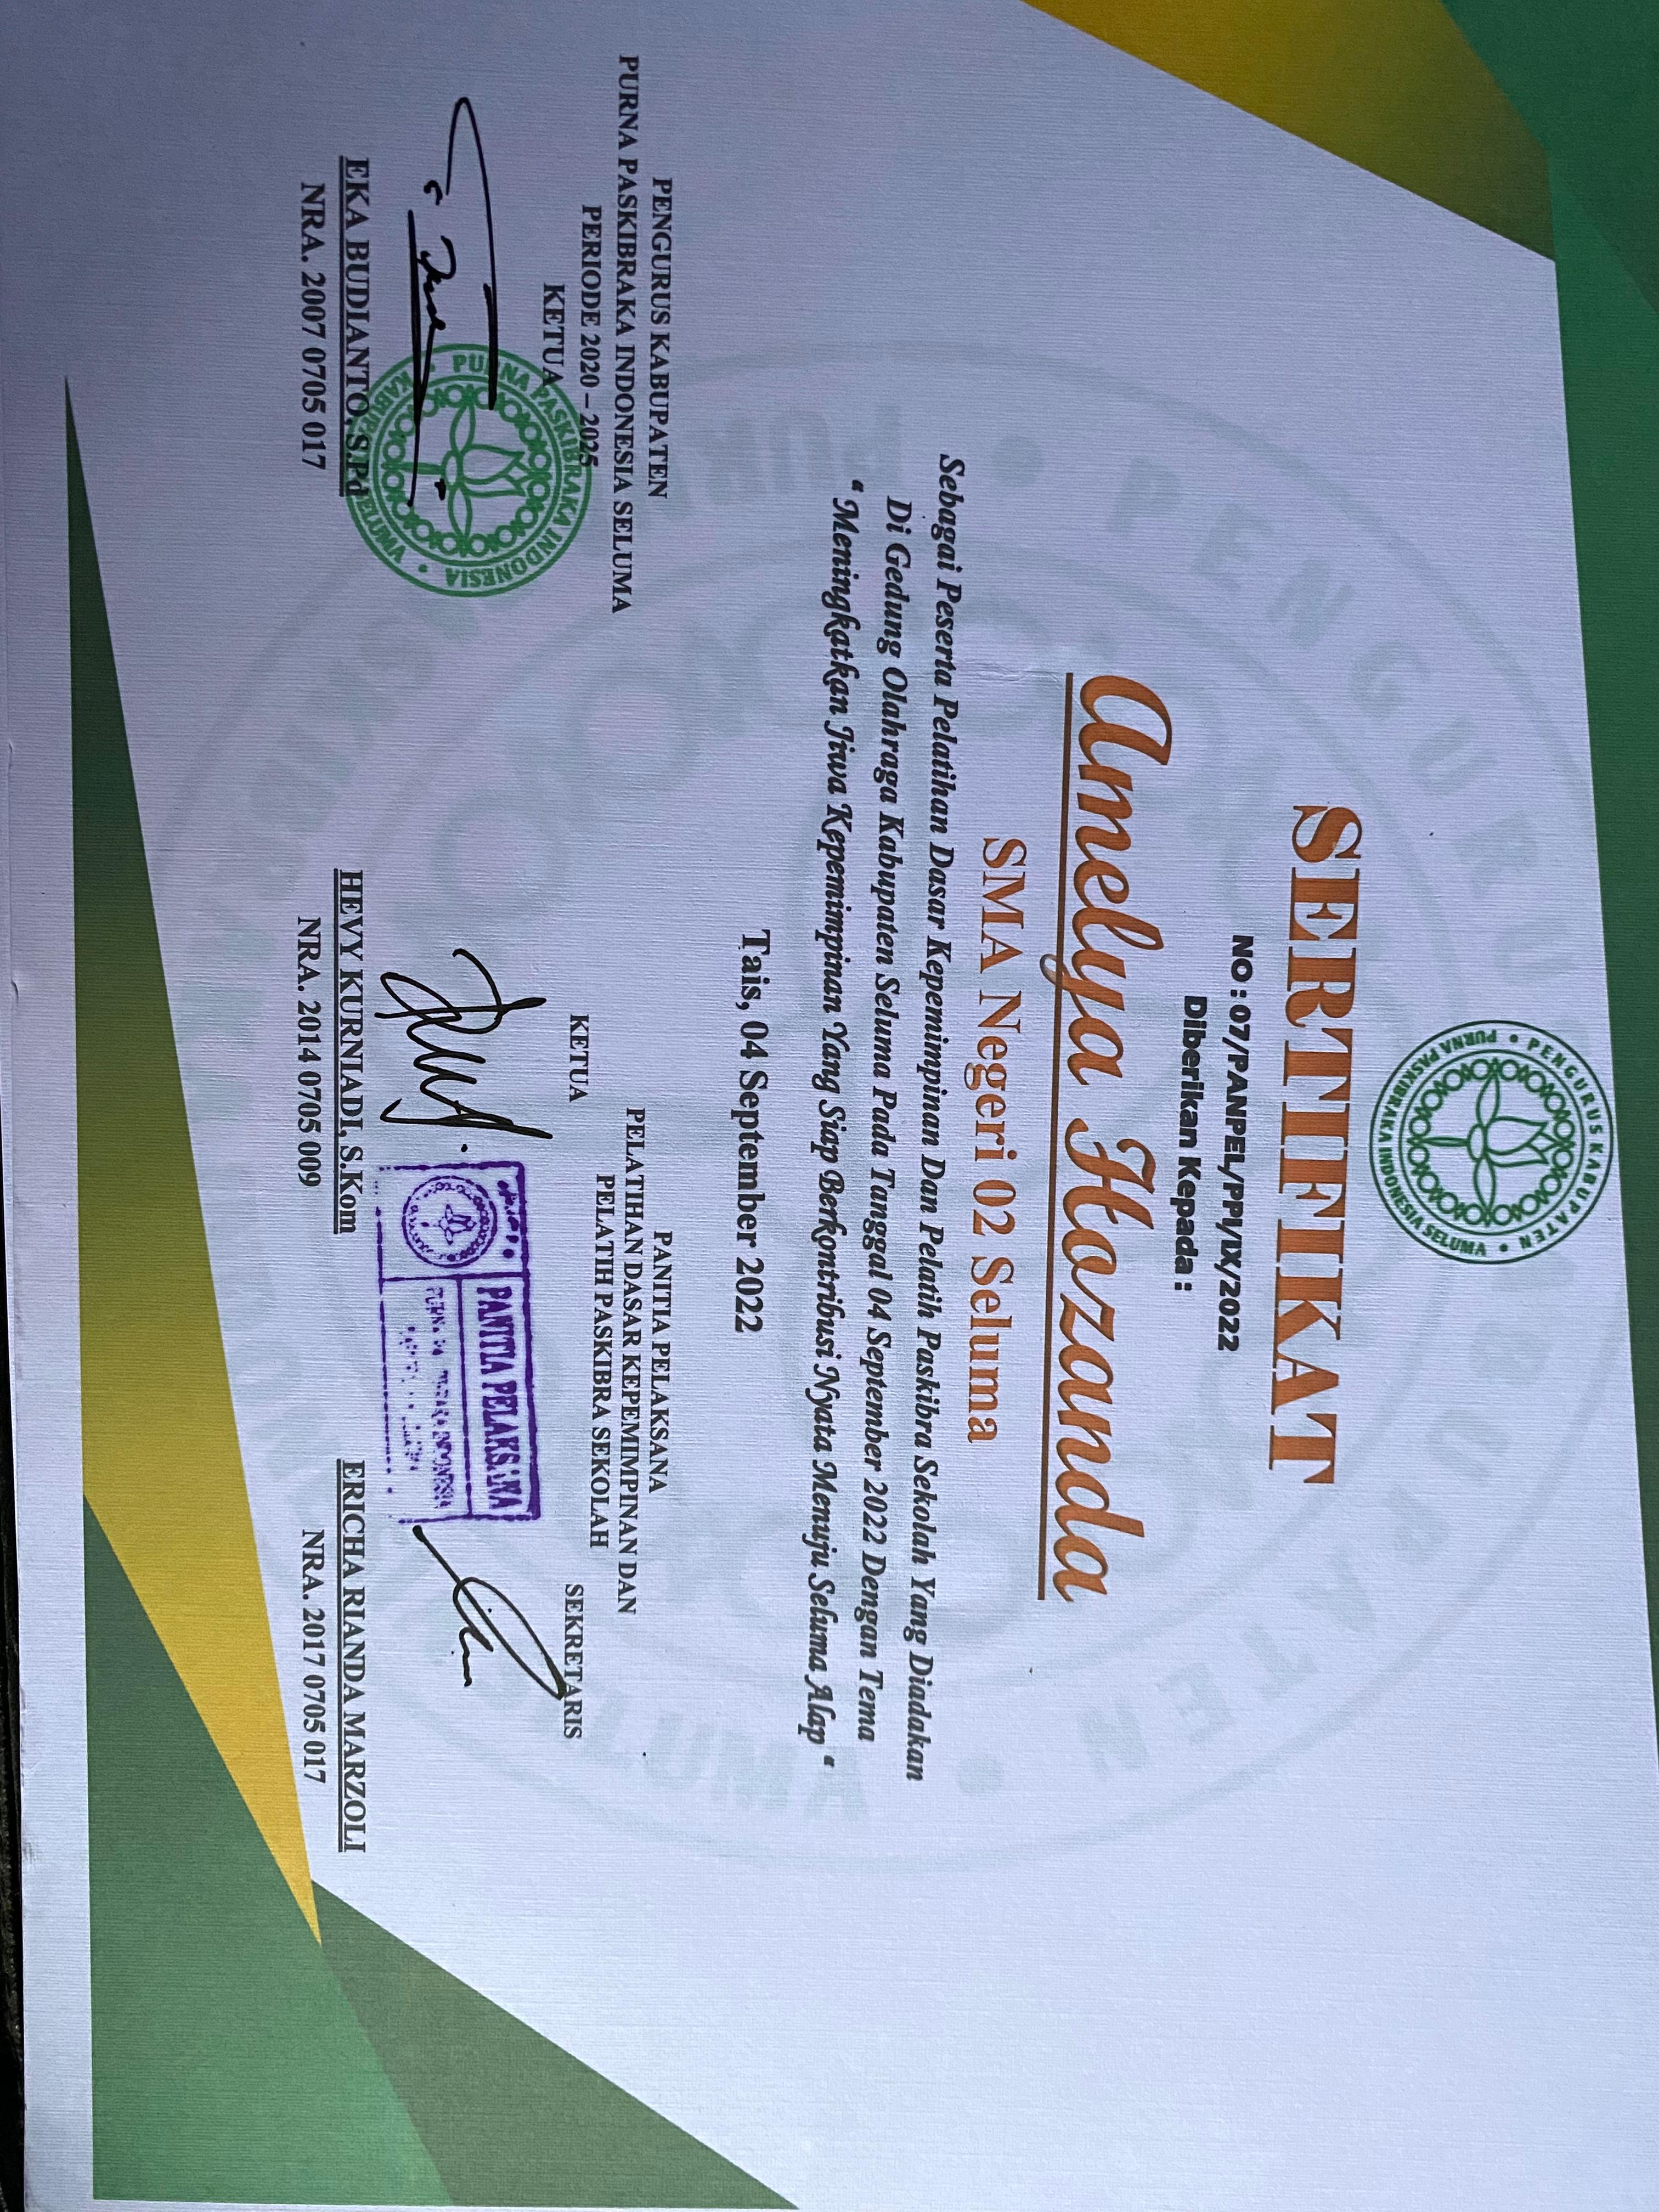 PENGURUS KABUPATEN
PURNA PASKIBRAKA INDONESIA SELUMA
SERTIFIKAT
NO : 07/PANPEL/PPI/IX/2022
Diberikan Kepada :
Amelya Hozanda
SMA Negeri 02 Seluma
Sebagai Peserta Pelatihan Dasar Kepemimpinan Dan Pelatih Paskibra Sekolah Yang Diadakan
Di Gedung Olahraga Kabupaten Seluma Pada Tanggal 04 September 2022 Dengan Tema
“ Meningkatkan Jiwa Kepemimpinan Yang Siap Berkontribusi Nyata Menuju Seluma Alap “
Tais, 04 September 2022
PENGURUS KABUPATEN
PURNA PASKIBRAKA INDONESIA SELUMA
PERIODE 2020 – 2025
KETUA
PURNA PASKIBRAKA INDONESIA
EKA BUDIANTO, S.Pd
NRA. 2007 0705 017
PANITIA PELAKSANA
PELATIHAN DASAR KEPEMIMPINAN DAN
PELATIH PASKIBRA SEKOLAH
KETUA
SEKRETARIS
PANITIA PELAKSANA
HEVY KURNIADI, S.Kom
NRA. 2014 0705 009
ERICHA RIANDA MARZOLI
NRA. 2017 0705 017